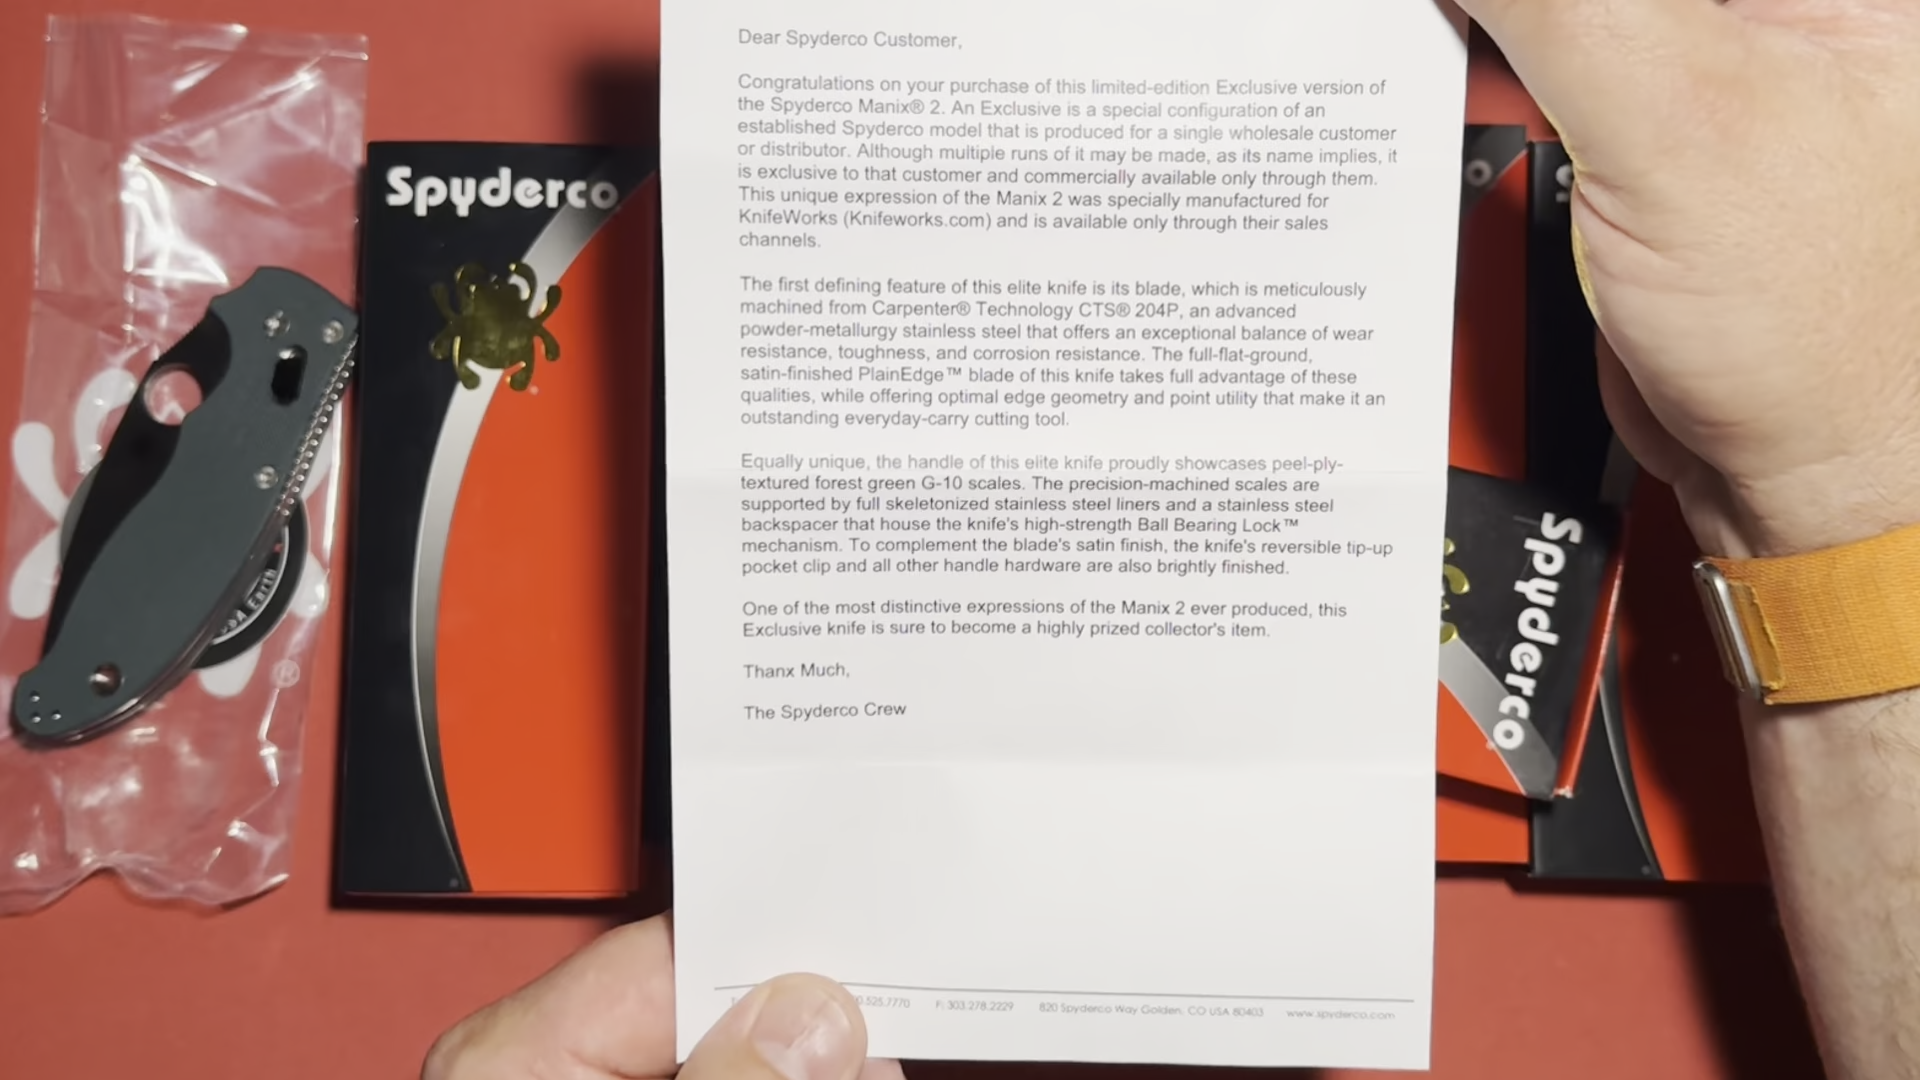 Spyderco
Dear Spyderco Customer,
Congratulations on your purchase of this limited-edition Exclusive version of
the Spyderco Manix® 2. An Exclusive is a special configuration of an
established Spyderco model that is produced for a single wholesale customer
or distributor. Although multiple runs of it may be made, as its name implies, it
is exclusive to that customer and commercially available only through them.
This unique expression of the Manix 2 was specially manufactured for
KnifeWorks (Knifeworks.com) and is available only through their sales
channels.
The first defining feature of this elite knife is its blade, which is meticulously
machined from Carpenter® Technology CTS® 204P, an advanced
powder-metallurgy stainless steel that offers an exceptional balance of wear
resistance, toughness, and corrosion resistance. The full-flat-ground,
satin-finished PlainEdge™ blade of this knife takes full advantage of these
qualities, while offering optimal edge geometry and point utility that make it an
outstanding everyday-carry cutting tool.
Equally unique, the handle of this elite knife proudly showcases peel-ply-
textured forest green G-10 scales. The precision-machined scales are
supported by full skeletonized stainless steel liners and a stainless steel
backspacer that house the knife's high-strength Ball Bearing Lock™
mechanism. To complement the blade's satin finish, the knife's reversible tip-up
pocket clip and all other handle hardware are also brightly finished.
One of the most distinctive expressions of the Manix 2 ever produced, this
Exclusive knife is sure to become a highly prized collector's item.
Thanx Much,
The Spyderco Crew
0.525.7770 F: 303.278.2229 820 Spyderco Way Golden, CO USA 80403 www.spyderco.com
Spyderco
®